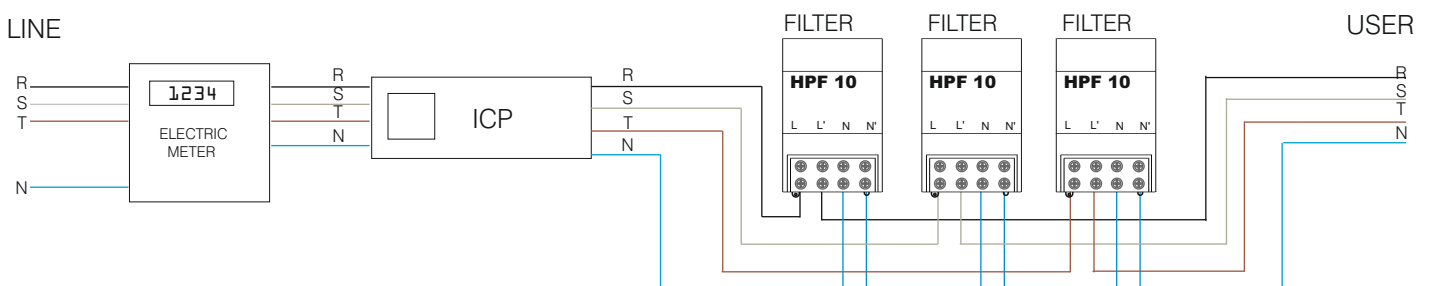 LINE
FILTER
FILTER
FILTER
USER
R
S
T
N
1234
ELECTRIC
METER
R
S
T
N
ICP
R
S
T
N
HPF 10
L L' N N'
HPF 10
L L' N N'
HPF 10
L L' N N'
R
S
T
N